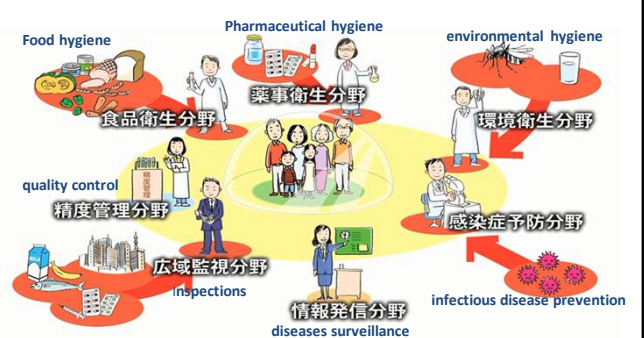 Pharmaceutical hygiene
Food hygiene
environmental hygiene
薬事衛生分野
食品衛生分野
環境衛生分野
quality control
精度管理
精度管理分野
感染症予防分野
広域監視分野
inspections
MILK
infectious disease prevention
情報発信分野
diseases surveillance